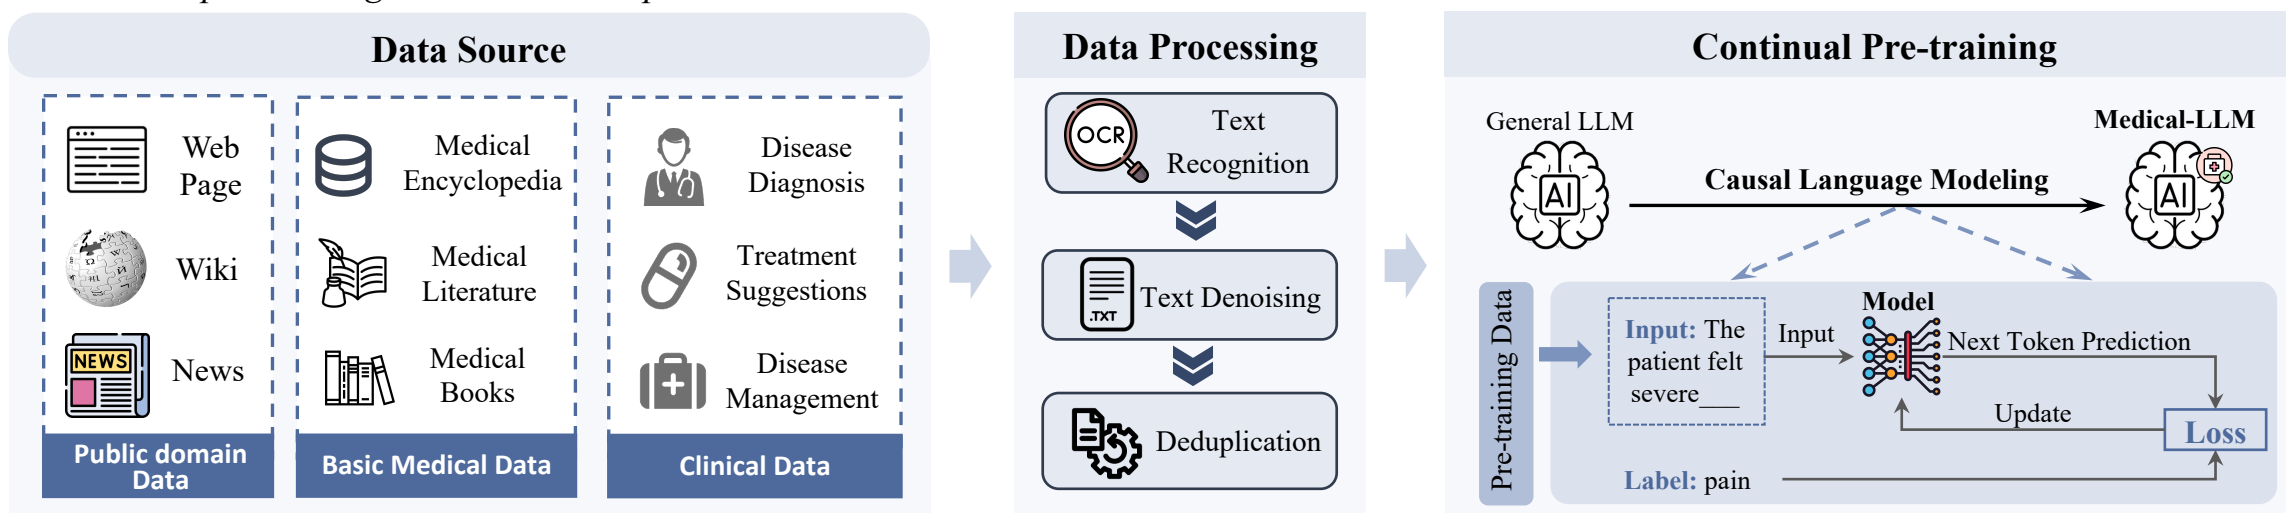 Data Source
Web
Page
Wiki
NEWS
News
Public domain
Data
Medical
Encyclopedia
Medical
Literature
Medical
Books
Basic Medical Data
Disease
Diagnosis
Treatment
Suggestions
Disease
Management
Clinical Data
Data Processing
OCR
Text
Recognition
.TXT
Text Denoising
Deduplication
Continual Pre-training
General LLM
AI
Causal Language Modeling
Medical-LLM
AI
Pre-training Data
Input: The
patient felt
severe___
Input
Model
Next Token Prediction
Update
Loss
Label: pain